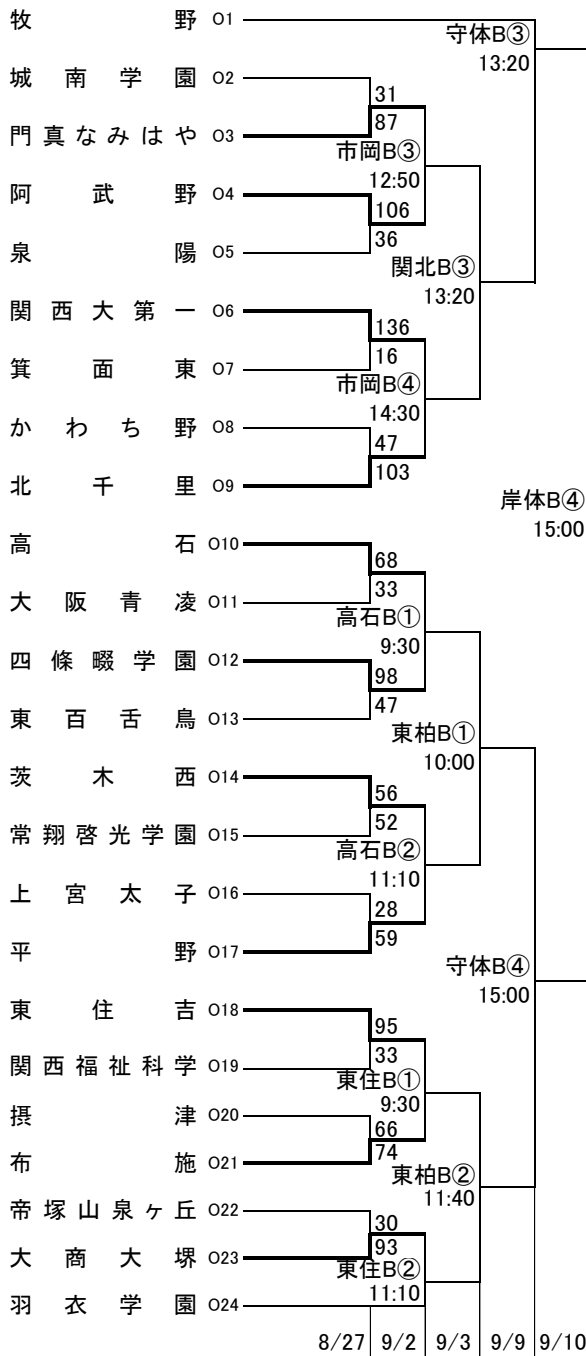 牧野 O1
守体B③
13:20
城南学園 O2
31
門真なみはや O3
87
市岡B③
12:50
阿武野 O4
106
泉陽 O5
36
関北B③
13:20
関西大第一 O6
136
箕面東 O7
16
市岡B④
14:30
かわち野 O8
47
北千里 O9
103
岸体B④
15:00
高石 O10
68
大阪青凌 O11
33
高石B①
9:30
四條畷学園 O12
98
東百舌鳥 O13
47
東柏B①
10:00
茨木西 O14
56
常翔啓光学園 O15
52
高石B②
11:10
上宮太子 O16
28
平野 O17
59
守体B④
15:00
東住吉 O18
95
関西福祉科学 O19
33
東住B①
9:30
摂津 O20
66
布施 O21
74
東柏B②
11:40
帝塚山泉ヶ丘 O22
30
大商大堺 O23
93
東住B②
11:10
羽衣学園 O24
8/27 9/2 9/3 9/9 9/10